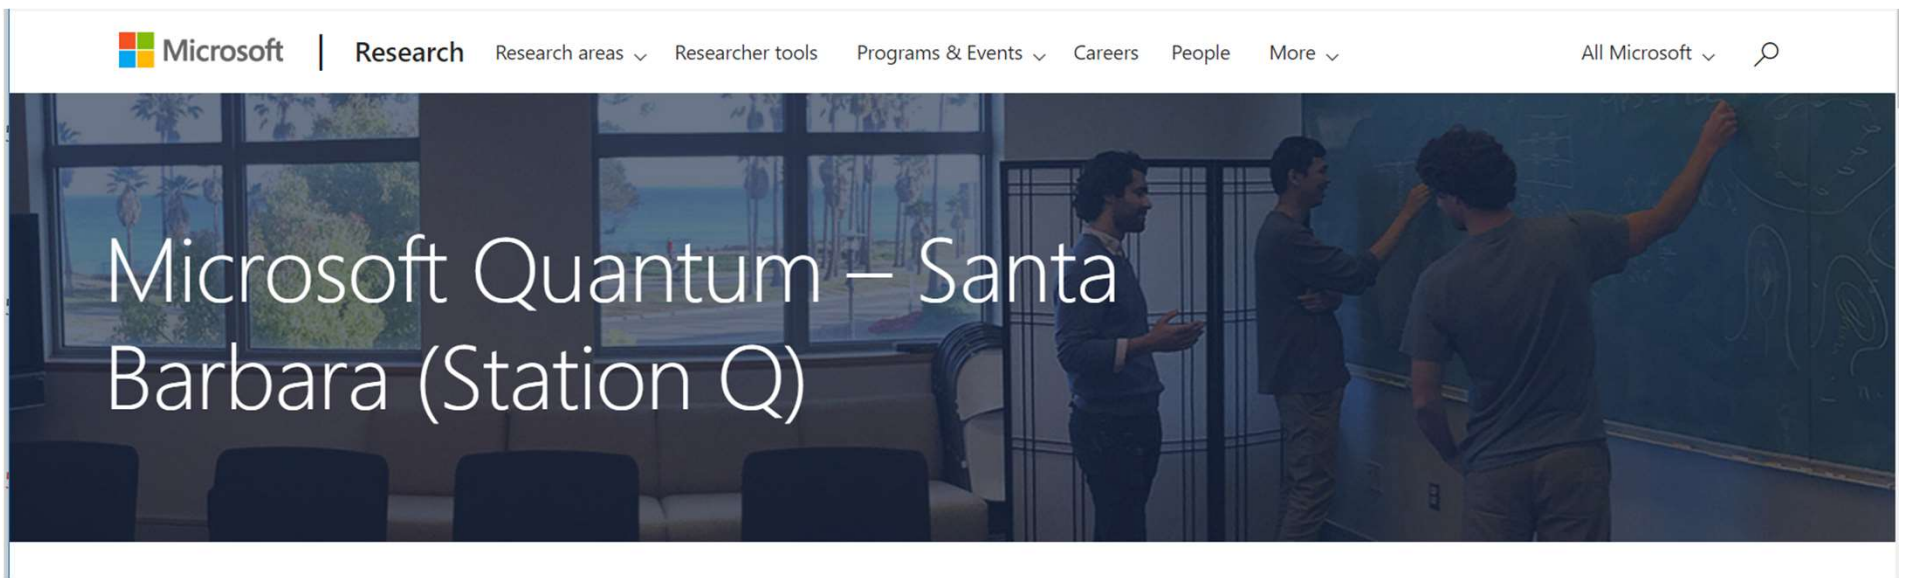 Microsoft | Research Research areas Researcher tools Programs & Events Careers People More All Microsoft
Microsoft Quantum – Santa
Barbara (Station Q)